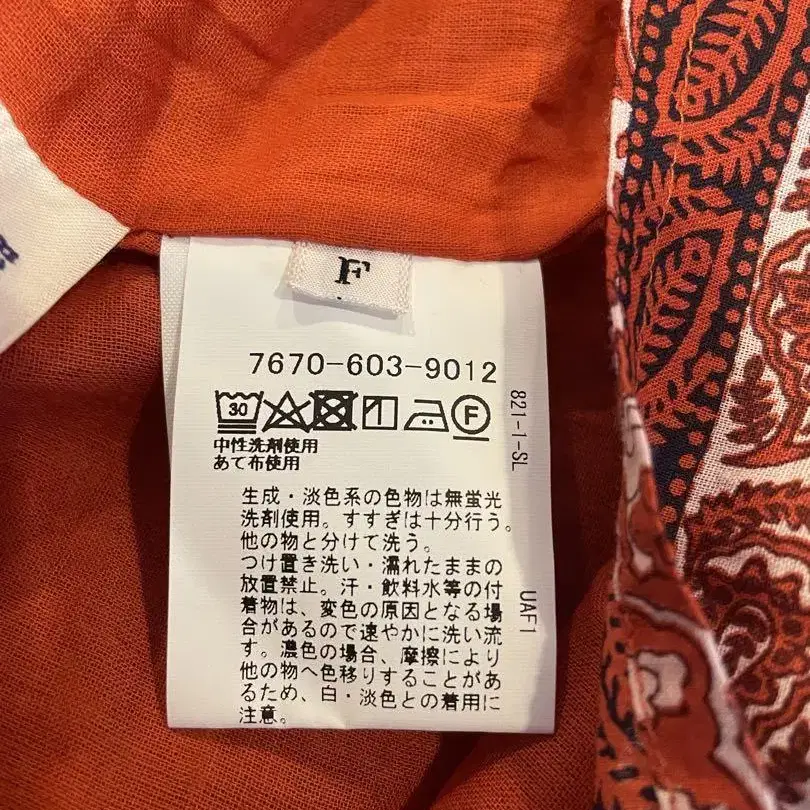 F
7670-603-9012
30
F
中性洗剤使用
あて布使用
821-1-SL
生成・淡色系の色物は無蛍光
洗剤使用。すすぎは十分行う。
他の物と分けて洗う。
つけ置き洗い・濡れたままの
放置禁止。汗・飲料水等の付
着物は、変色の原因となる場
合があるので速やかに洗い流
す。濃色の場合、摩擦により
他の物へ色移りすることがあ
るため、白・淡色との着用に
注意。
UAF1